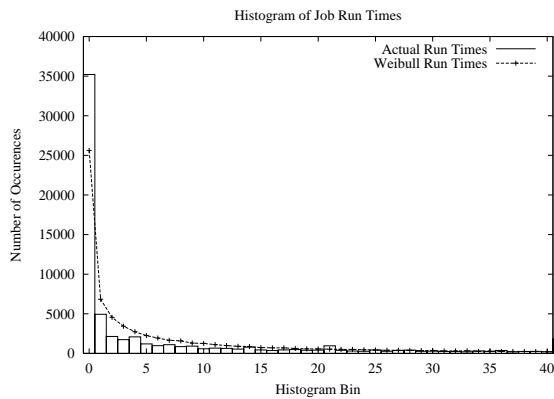 Histogram of Job Run Times
Actual Run Times
Weibull Run Times
Number of Occurences
40000
35000
30000
25000
20000
15000
10000
5000
0
0 5 10 15 20 25 30 35 40
Histogram Bin